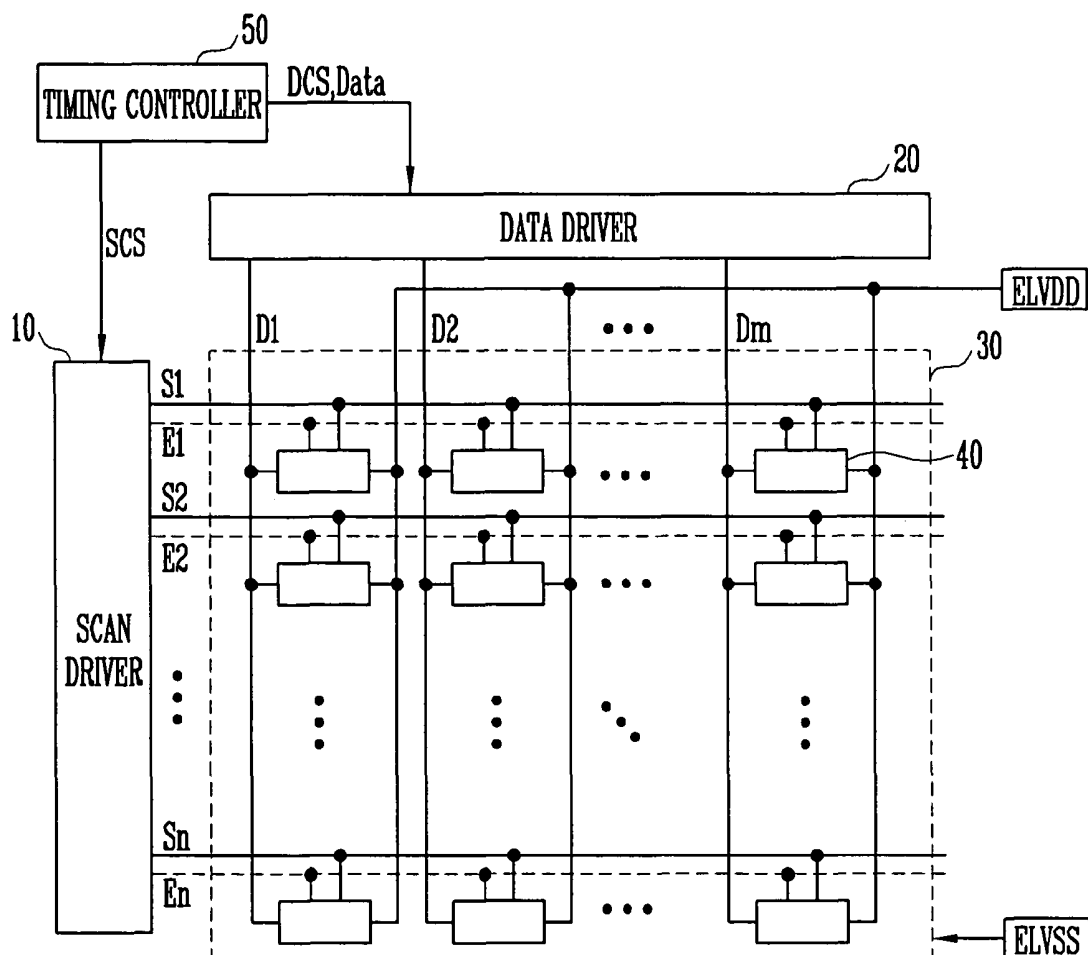 50
TIMING CONTROLLER
DCS,Data
20
DATA DRIVER
SCS
ELVDD
10
D1
D2
Dm
30
S1
E1
40
S2
E2
SCAN
DRIVER
Sn
En
ELVSS